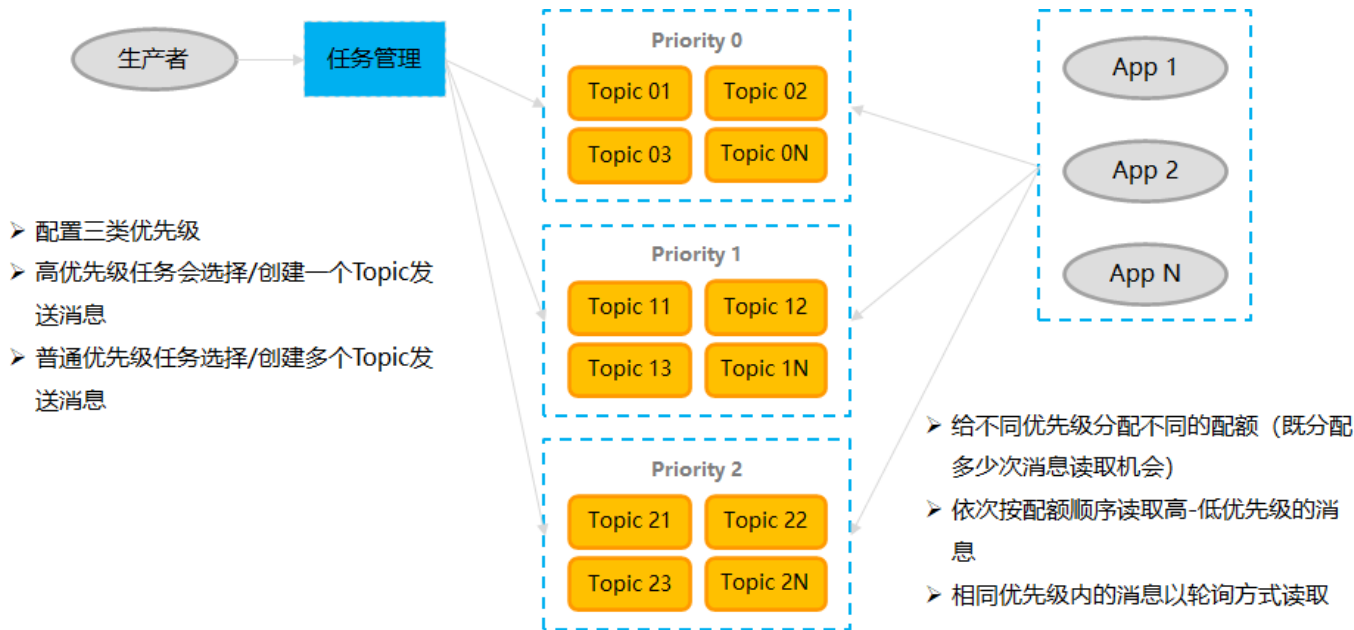 生产者
任务管理
➢ 配置三类优先级
➢ 高优先级任务会选择/创建一个Topic发
送消息
➢ 普通优先级任务选择/创建多个Topic发
送消息
Priority 0
Topic 01
Topic 02
Topic 03
Topic 0N
Priority 1
Topic 11
Topic 12
Topic 13
Topic 1N
Priority 2
Topic 21
Topic 22
Topic 23
Topic 2N
App 1
App 2
App N
➢ 给不同优先级分配不同的配额（既分配
多少次消息读取机会）
➢ 依次按配额顺序读取高-低优先级的消
息
➢ 相同优先级内的消息以轮询方式读取